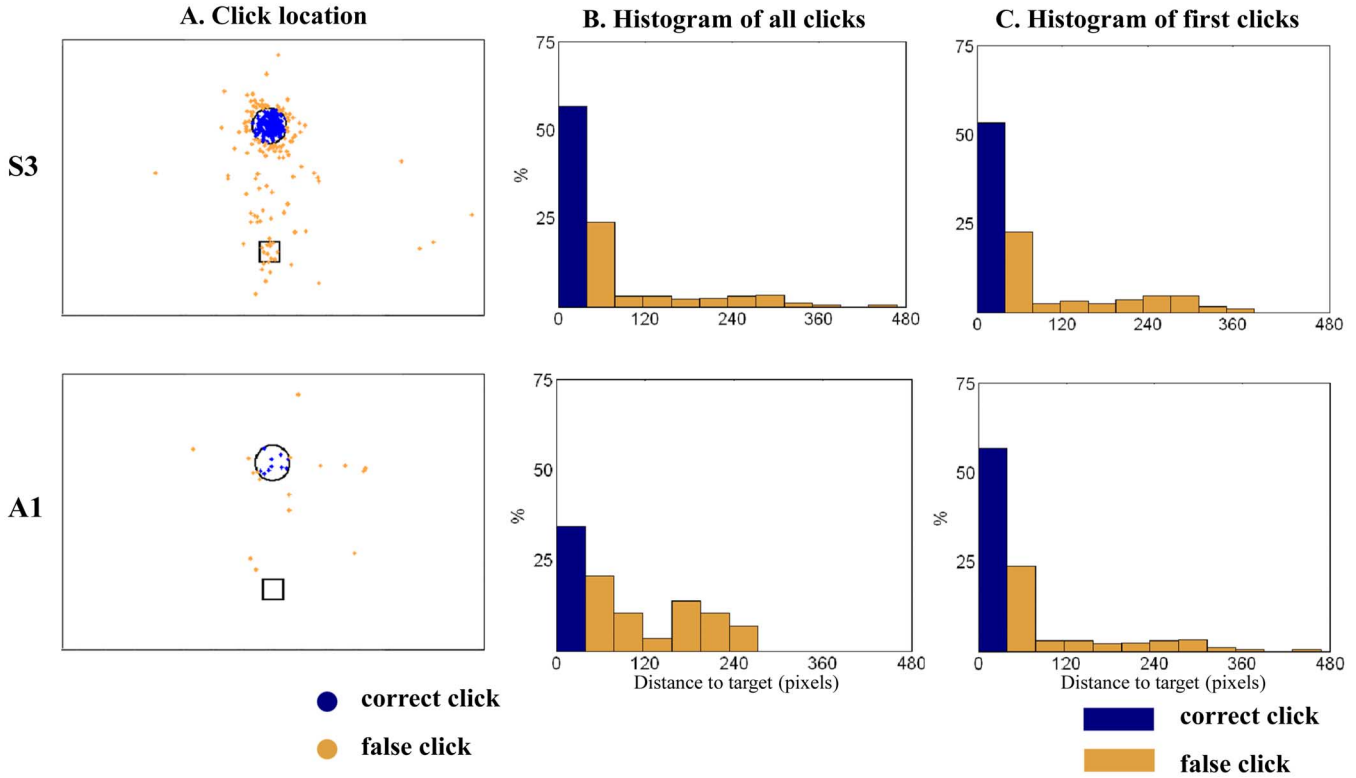 A. Click location
B. Histogram of all clicks
C. Histogram of first clicks
S3
75
50
%
25
0 120 240 360 480
75
50
%
25
0 120 240 360 480
A1
75
50
%
25
0 120 240 360 480
Distance to target (pixels)
75
50
%
25
0 120 240 360 480
Distance to target (pixels)
correct click
false click
correct click
false click